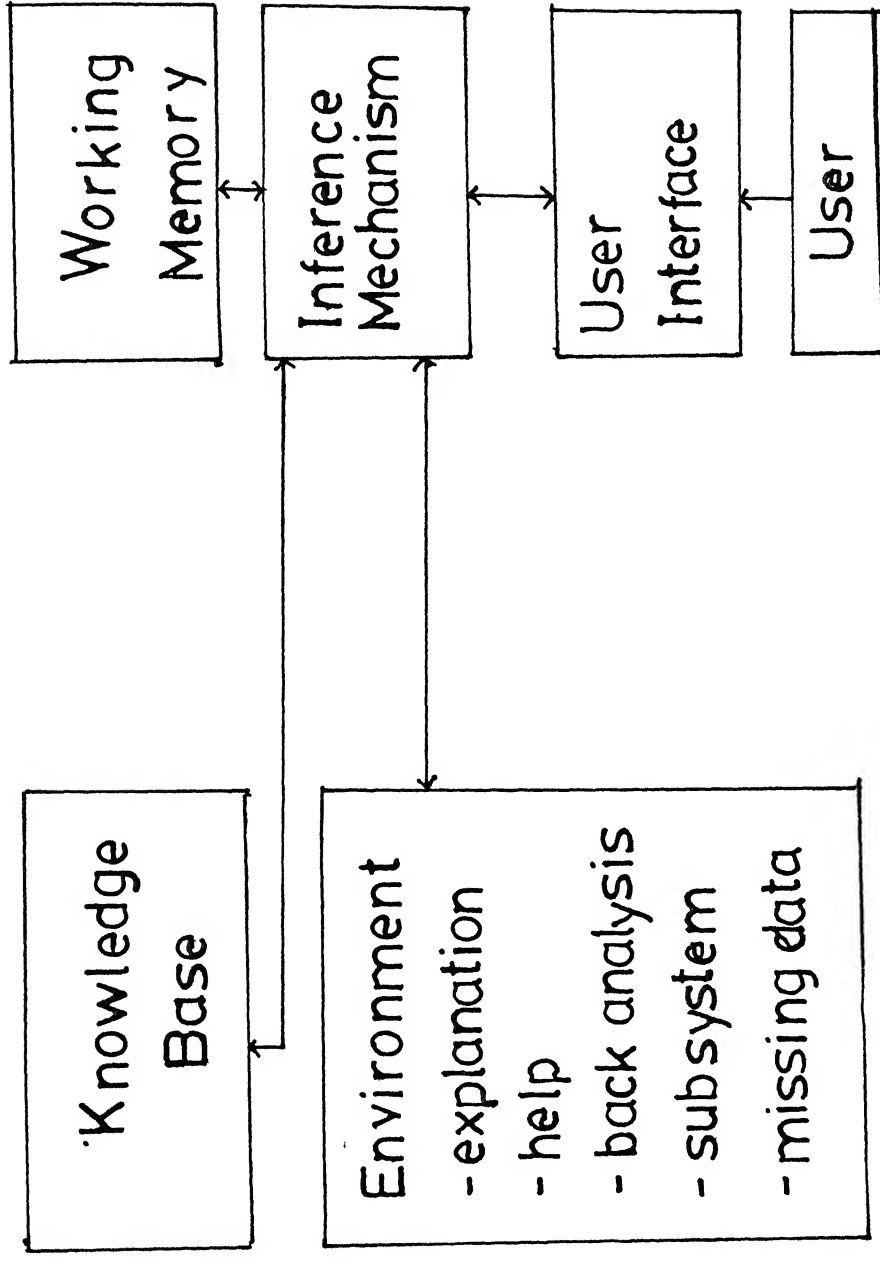 Knowledge
Base
Environment
- explanation
- help
- back analysis
- subsystem
- missing data
Working
Memory
Inference
Mechanism
User
Interface
User